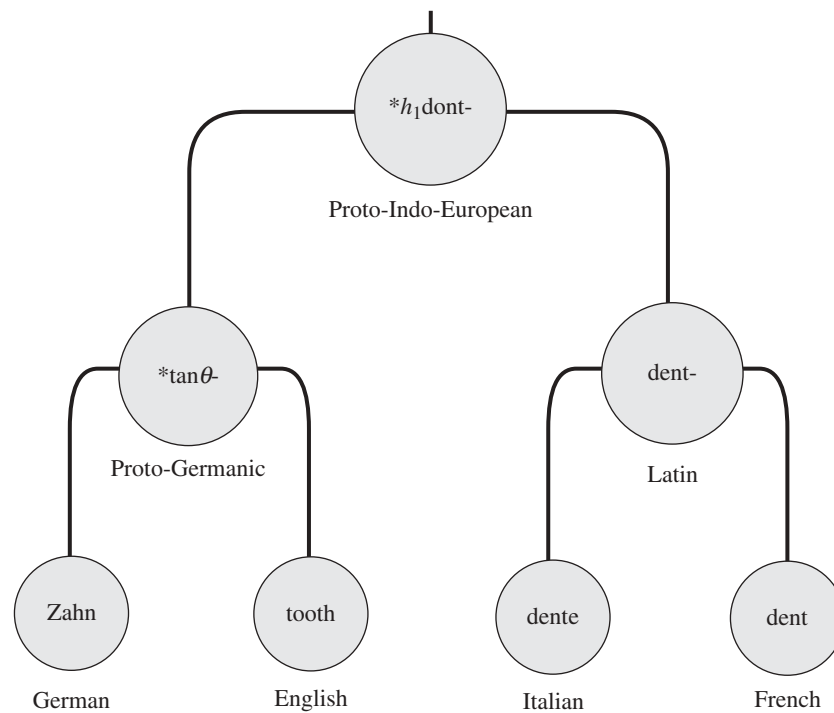 *h₁dont-
Proto-Indo-European
*tanθ-
Proto-Germanic
dent-
Latin
Zahn
German
tooth
English
dente
Italian
dent
French